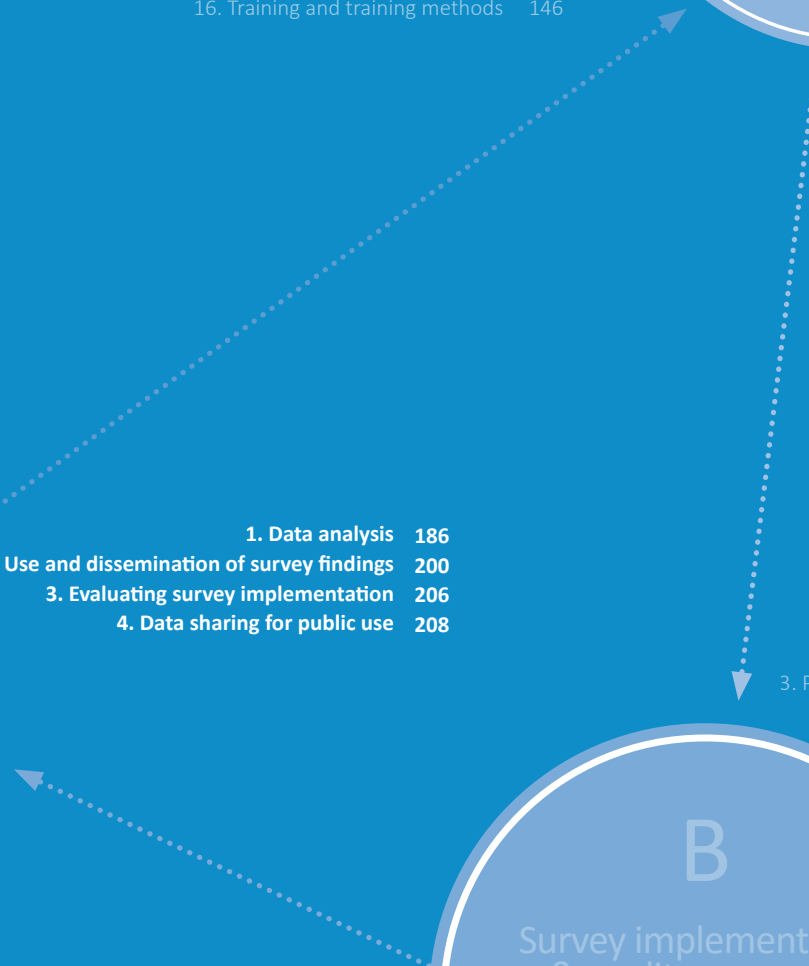 16. Training and training methods 146
1. Data analysis 186
Use and dissemination of survey findings 200
3. Evaluating survey implementation 206
4. Data sharing for public use 208
3.
B
Survey implement